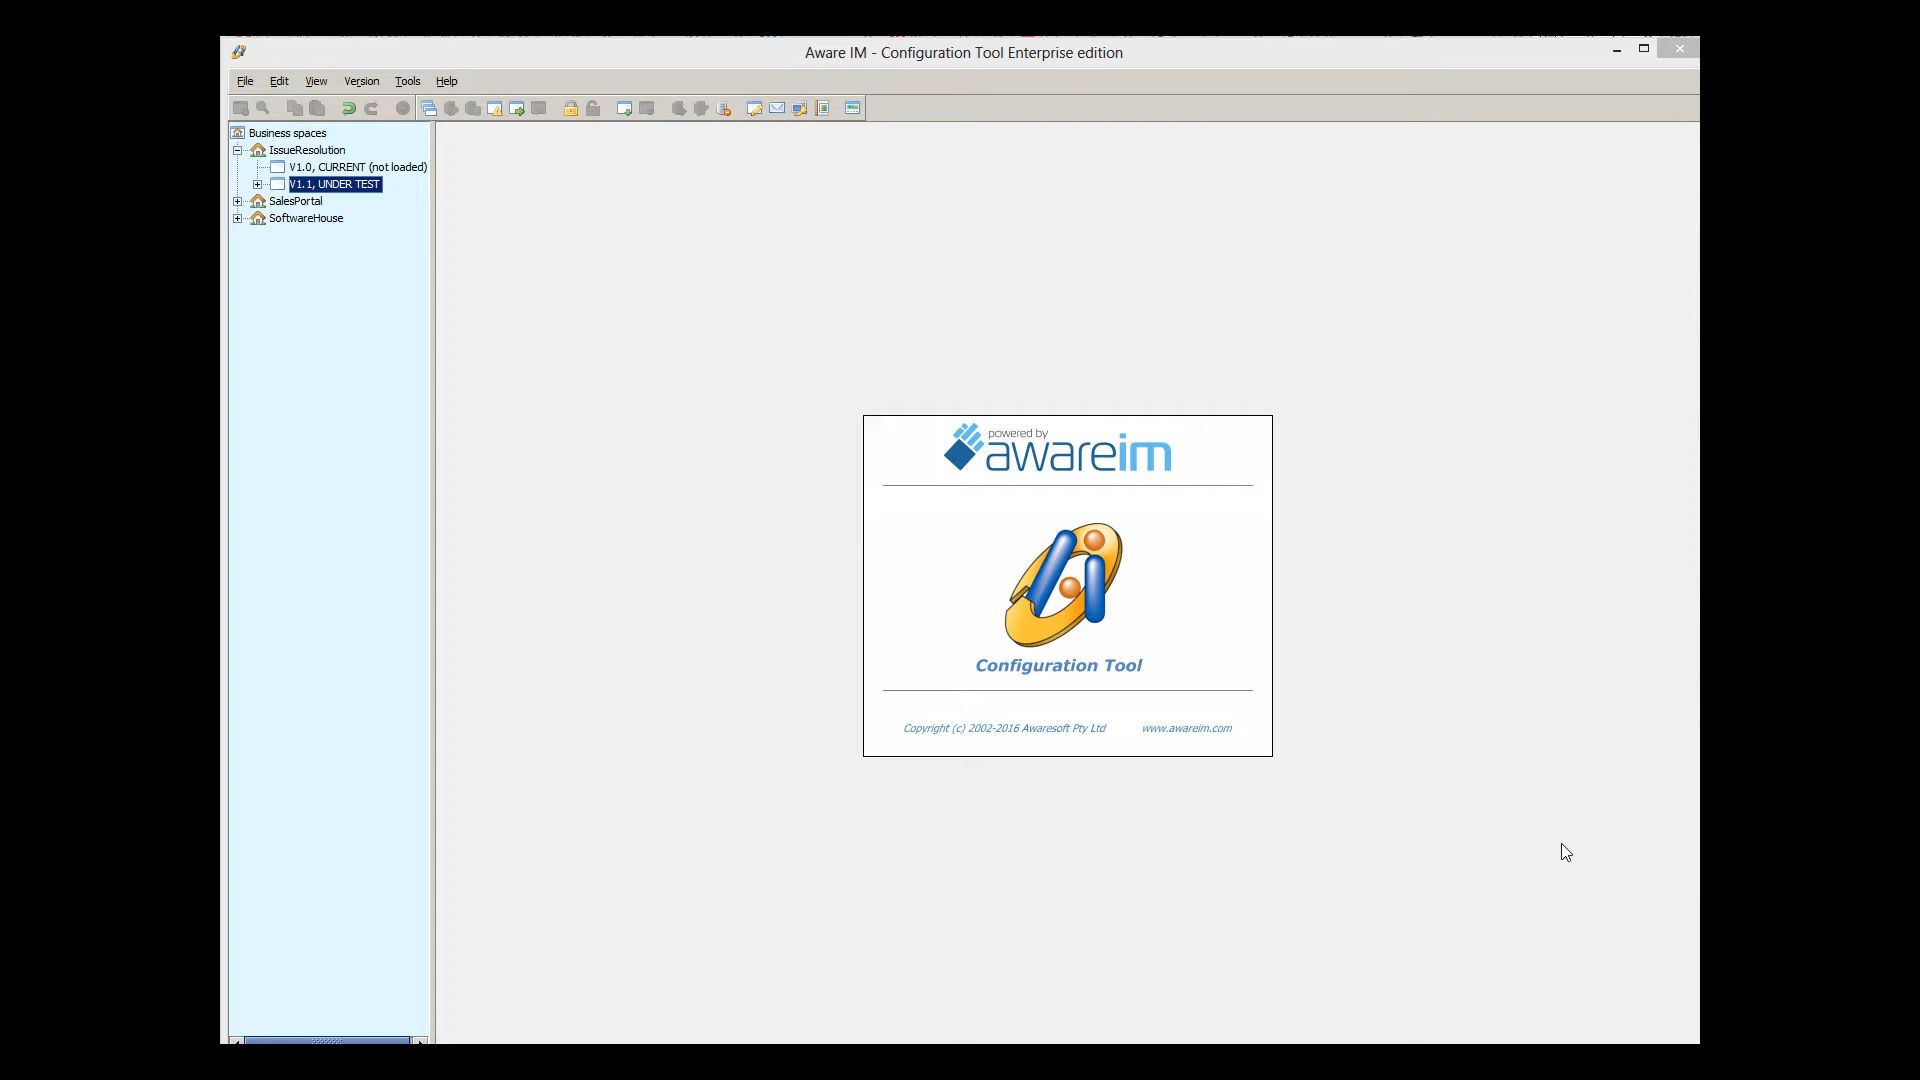 Aware IM - Configuration Tool Enterprise edition
File Edit View Version Tools Help
Business spaces
IssueResolution
V1.0, CURRENT (not loaded)
V1.1, UNDER TEST
SalesPortal
SoftwareHouse
powered by
awareim
Configuration Tool
Copyright (c) 2002-2016 Awaresoft Pty Ltd www.awareim.com